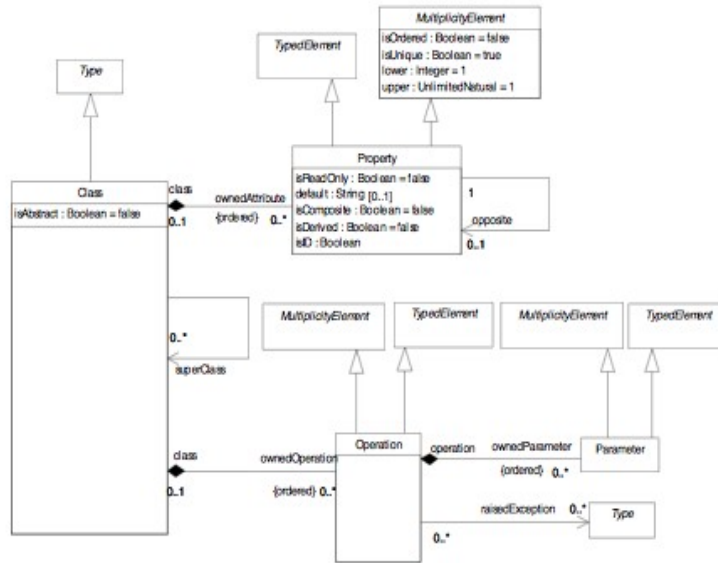 MultiplicityElement
isOrdered : Boolean = false
isUnique : Boolean = true
lower : Integer = 1
upper : UnlimitedNatural = 1
TypedElement
Type
Property
isReadOnly : Boolean = false
default : String [0..1]
isComposite : Boolean = false
isDerived : Boolean = false
isID : Boolean
Class
isAbstract : Boolean = false
class
0..1
ownedAttribute
{ordered} 0..*
1
opposite
0..1
0..*
superClass
MultiplicityElement
TypedElement
MultiplicityElement
TypedElement
class
0..1
ownedOperation
{ordered} 0..*
Operation
operation
ownedParameter
{ordered} 0..*
Parameter
raisedException 0..*
0..*
Type